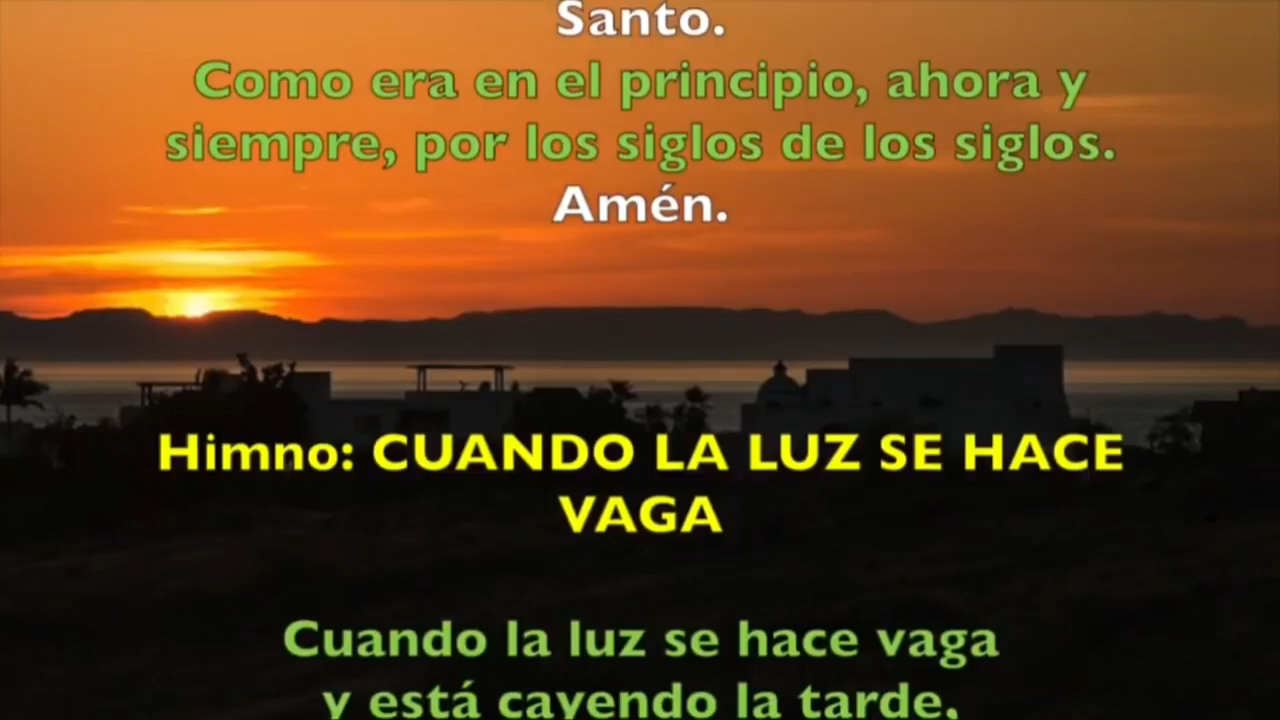 Santo.
Como era en el principio, ahora y
siempre, por los siglos de los siglos.
Amén.
Himno: CUANDO LA LUZ SE HACE
VAGA
Cuando la luz se hace vaga
y está cayendo la tarde,